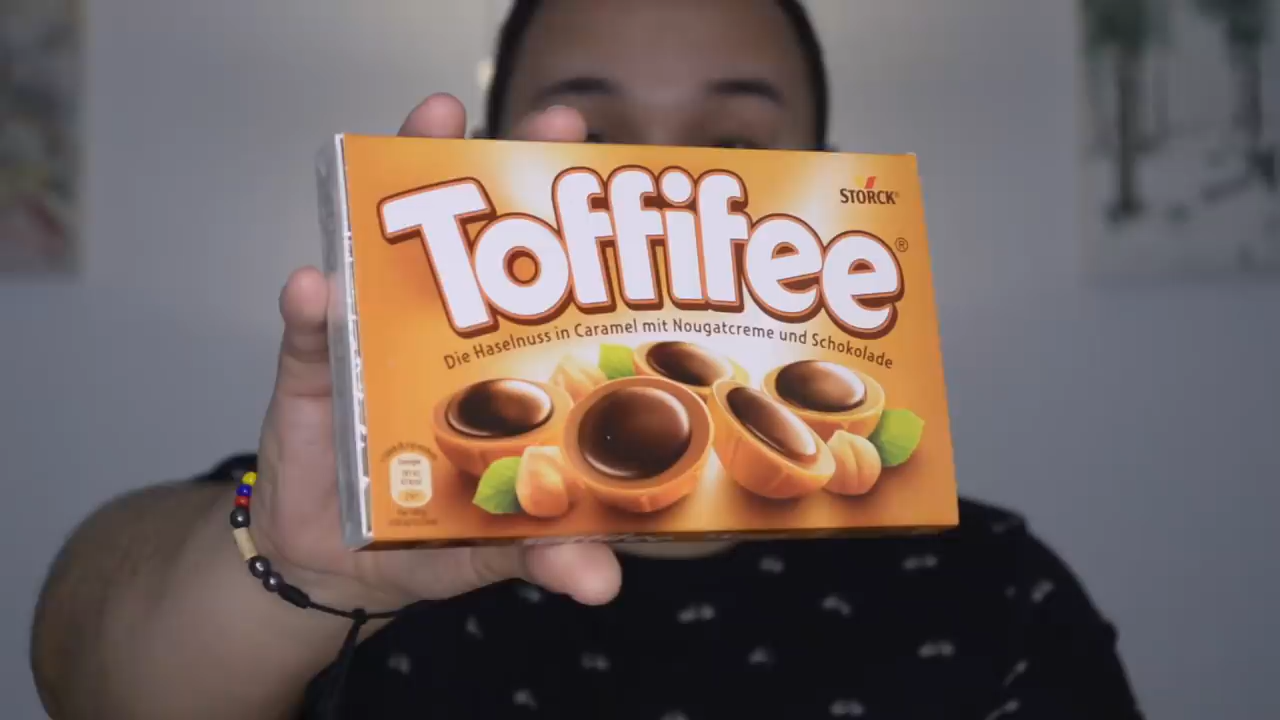 STORCK®
Toffifee®
Die Haselnuss in Caramel mit Nougatcreme und Schokolade